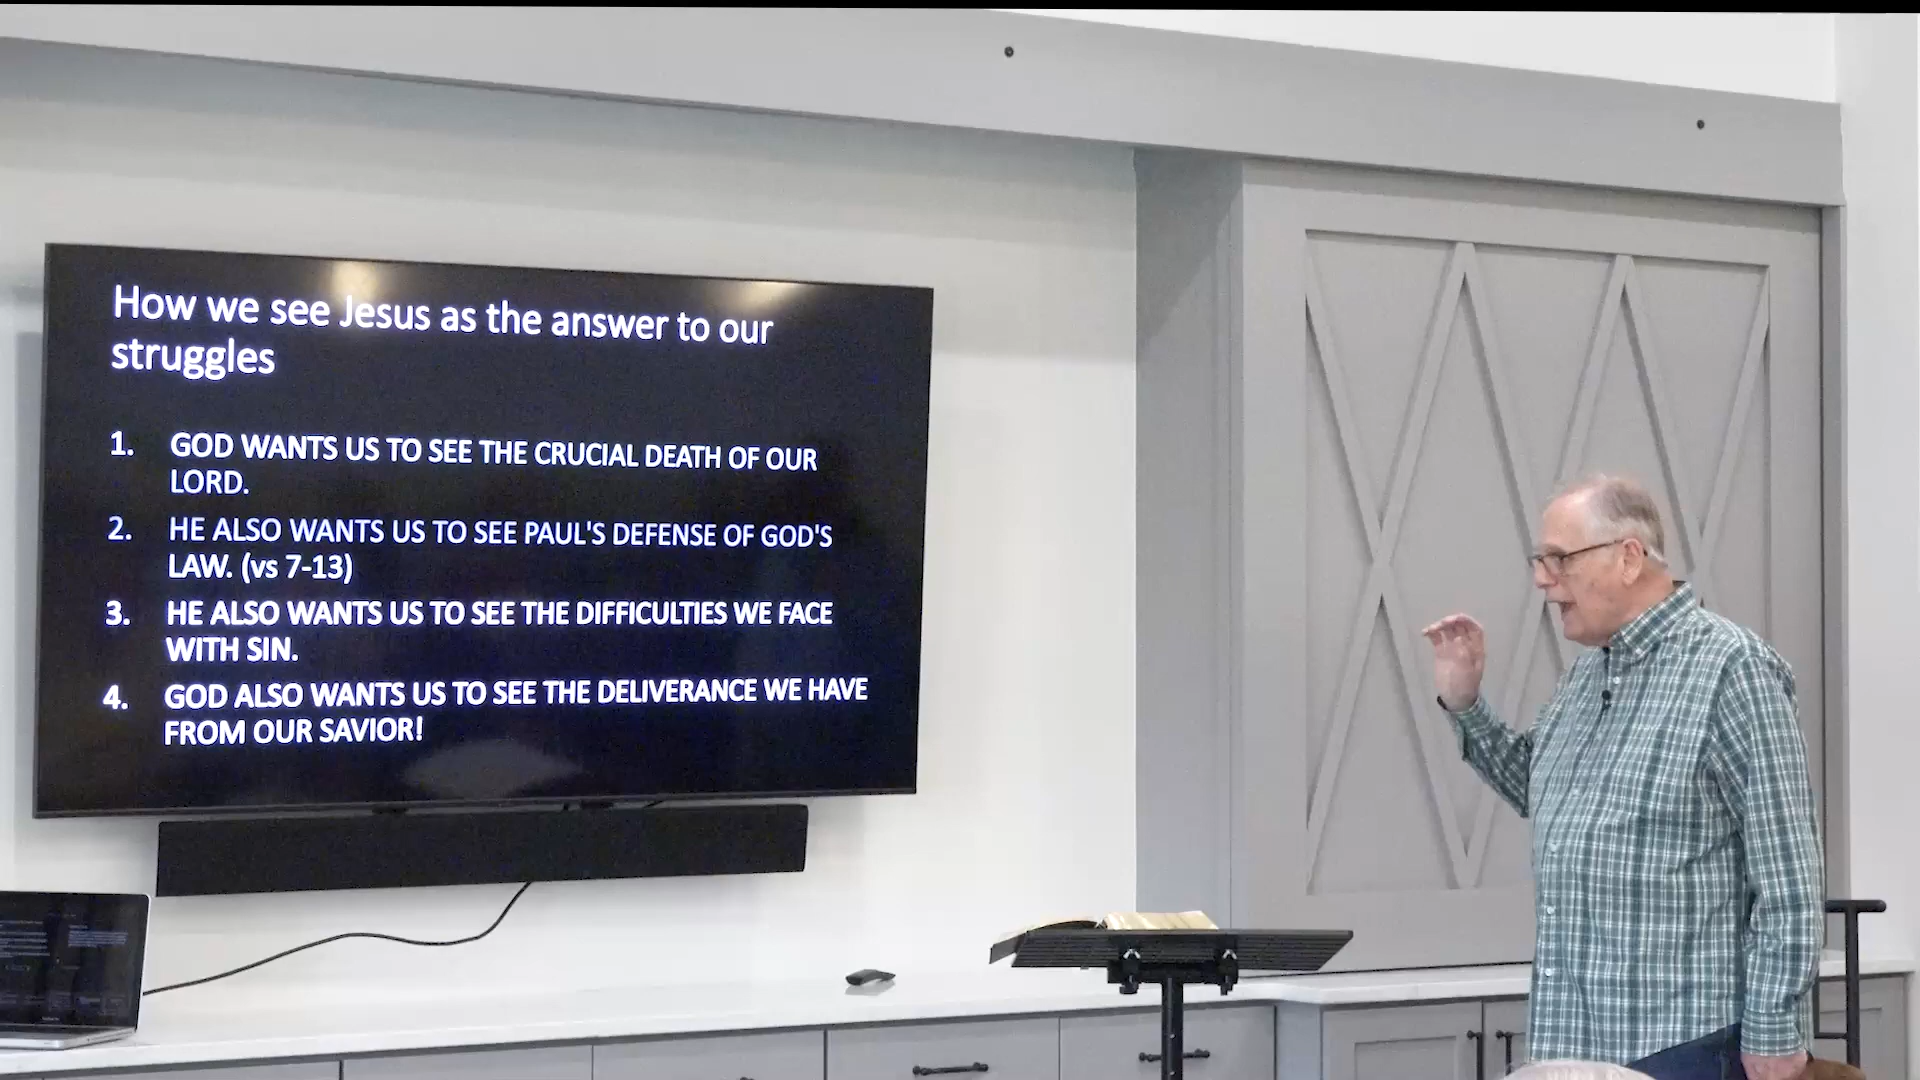 How we see Jesus as the answer to our
struggles
1. GOD WANTS US TO SEE THE CRUCIAL DEATH OF OUR
LORD.
2. HE ALSO WANTS US TO SEE PAUL'S DEFENSE OF GOD'S
LAW. (vs 7-13)
3. HE ALSO WANTS US TO SEE THE DIFFICULTIES WE FACE
WITH SIN.
4. GOD ALSO WANTS US TO SEE THE DELIVERANCE WE HAVE
FROM OUR SAVIOR!